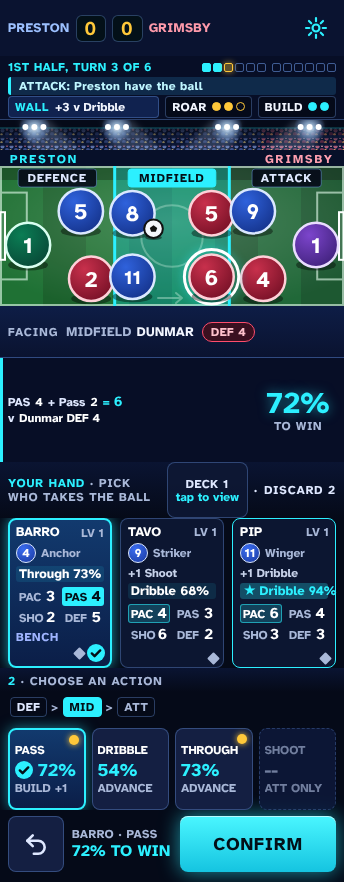 PRESTON 0 0 GRIMSBY
1ST HALF, TURN 3 OF 6
ATTACK: Preston have the ball
WALL +3 v Dribble
ROAR
BUILD
PRESTON
GRIMSBY
DEFENCE
MIDFIELD
ATTACK
5
8
5
9
1
1
2
11
6
4
FACING MIDFIELD DUNMAR DEF 4
PAS 4 + Pass 2 = 6
v Dunmar DEF 4
72%
TO WIN
YOUR HAND · PICK
WHO TAKES THE BALL
DECK 1
tap to view
· DISCARD 2
BARRO LV 1
4 Anchor
Through 73%
PAC 3 PAS 4
SHO 2 DEF 5
BENCH
TAVO LV 1
9 Striker
+1 Shoot
Dribble 68%
PAC 4 PAS 3
SHO 6 DEF 2
PIP LV 1
11 Winger
+1 Dribble
★ Dribble 94%
PAC 6 PAS 4
SHO 3 DEF 3
2 · CHOOSE AN ACTION
DEF > MID > ATT
PASS
72%
BUILD +1
DRIBBLE
54%
ADVANCE
THROUGH
73%
ADVANCE
SHOOT
--
ATT ONLY
BARRO · PASS
72% TO WIN
CONFIRM